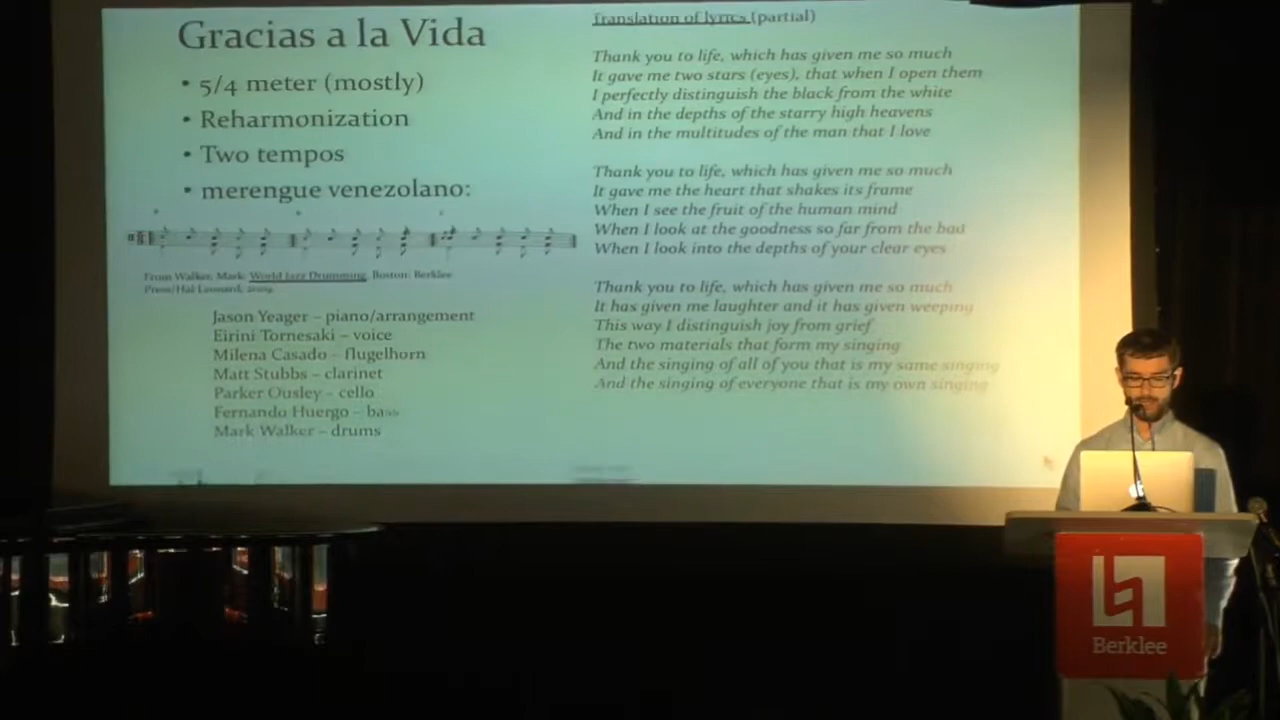 Gracias a la Vida
• 5/4 meter (mostly)
• Reharmonization
• Two tempos
• merengue venezolano:
From Walker, Mark. World Jazz Drumming. Boston: Berklee
Press/Hal Leonard, 2009.
Jason Yeager – piano/arrangement
Eirini Tornesaki – voice
Milena Casado – flugelhorn
Matt Stubbs – clarinet
Parker Ousley – cello
Fernando Huergo – bass
Mark Walker – drums
Translation of lyrics (partial)
Thank you to life, which has given me so much
It gave me two stars (eyes), that when I open them
I perfectly distinguish the black from the white
And in the depths of the starry high heavens
And in the multitudes of the man that I love
Thank you to life, which has given me so much
It gave me the heart that shakes its frame
When I see the fruit of the human mind
When I look at the goodness so far from the bad
When I look into the depths of your clear eyes
Thank you to life, which has given me so much
It has given me laughter and it has given weeping
This way I distinguish joy from grief
The two materials that form my singing
And the singing of all of you that is my same singing
And the singing of everyone that is my own singing
Berklee